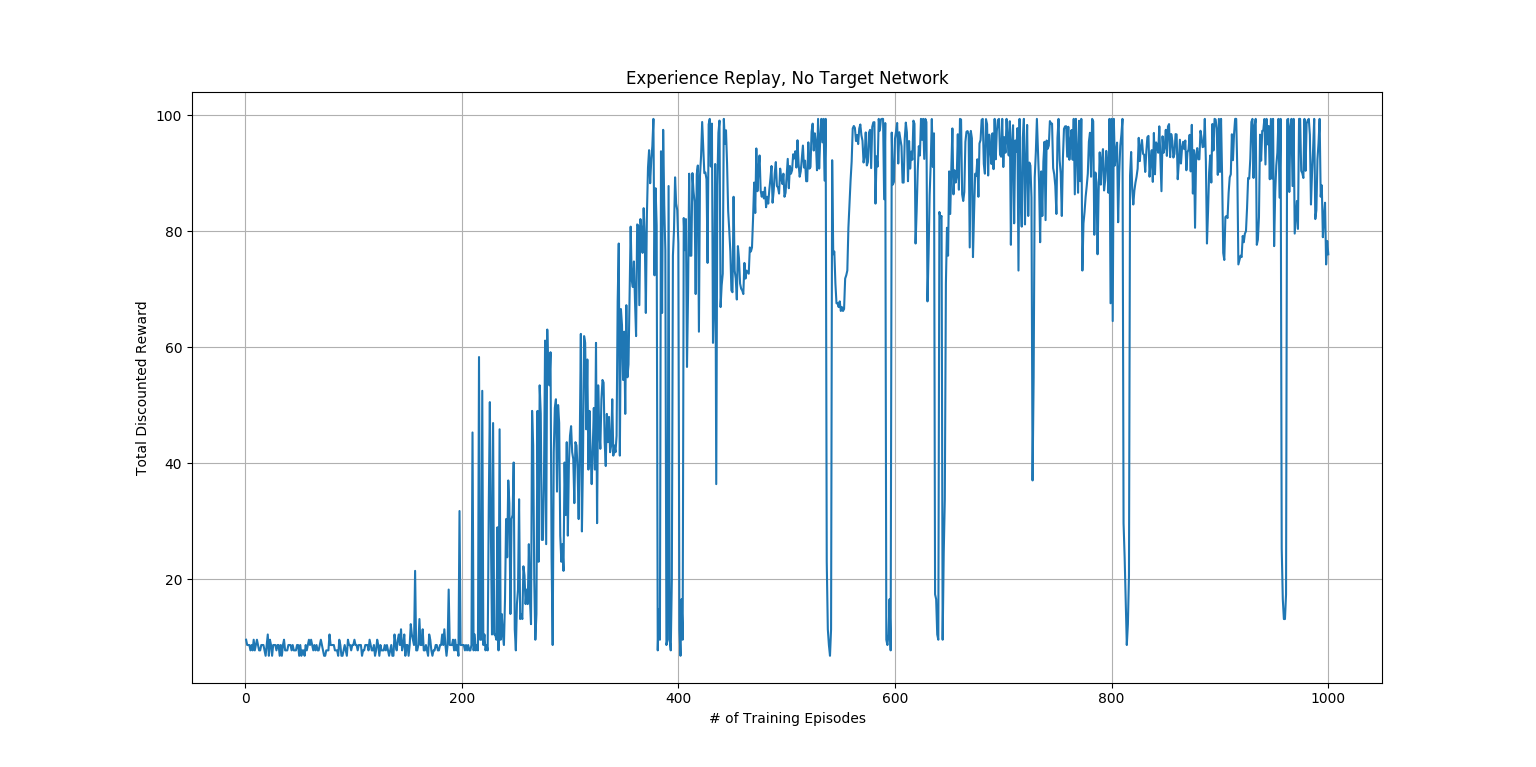 Experience Replay, No Target Network
100
80
60
40
20
Total Discounted Reward
0 200 400 600 800 1000
# of Training Episodes